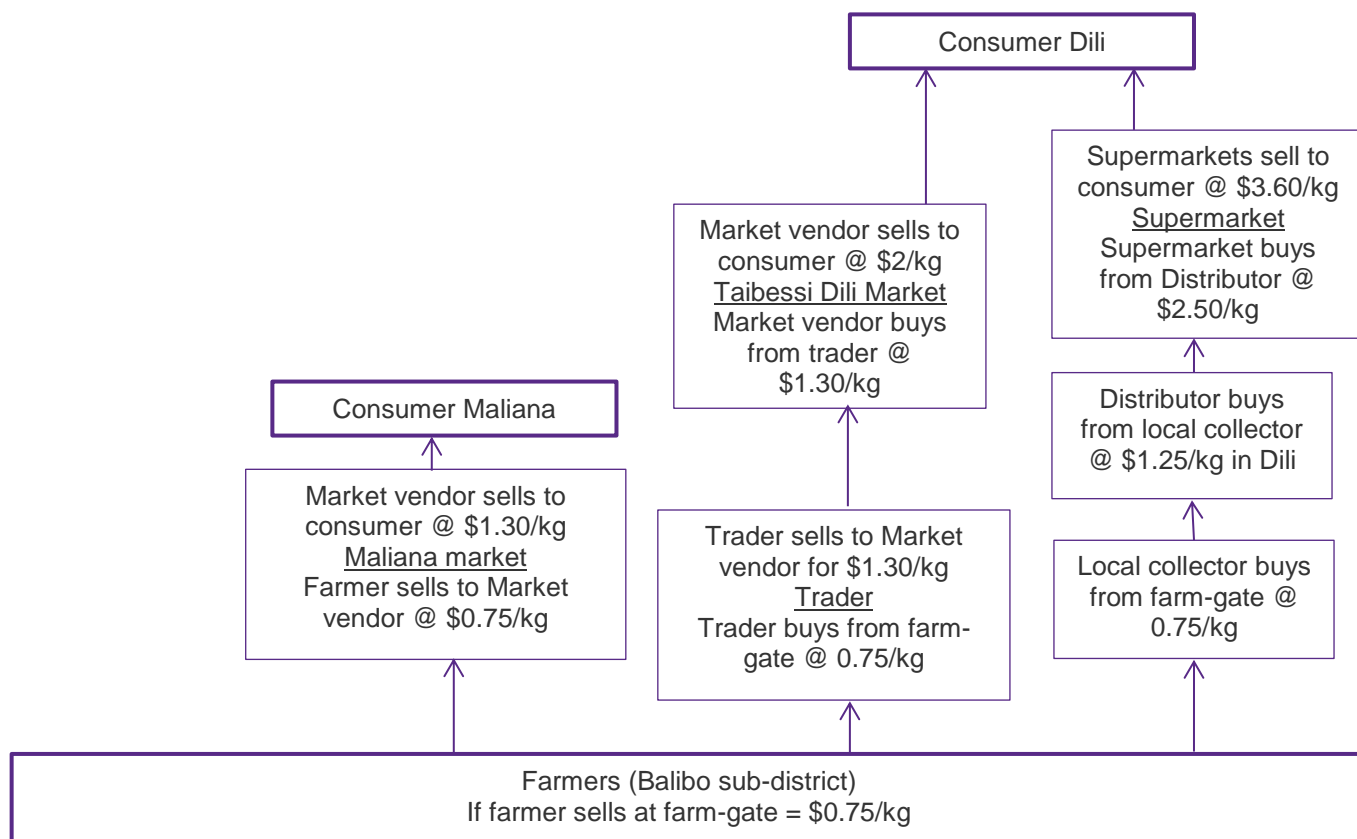 Consumer Dili
Supermarkets sell to
consumer @ $3.60/kg
Supermarket
Supermarket buys
from Distributor @
$2.50/kg
Market vendor sells to
consumer @ $2/kg
Taibessi Dili Market
Market vendor buys
from trader @
$1.30/kg
Consumer Maliana
Distributor buys
from local collector
@ $1.25/kg in Dili
Market vendor sells to
consumer @ $1.30/kg
Maliana market
Farmer sells to Market
vendor @ $0.75/kg
Trader sells to Market
vendor for $1.30/kg
Trader
Trader buys from farm-
gate @ 0.75/kg
Local collector buys
from farm-gate @
0.75/kg
Farmers (Balibo sub-district)
If farmer sells at farm-gate = $0.75/kg